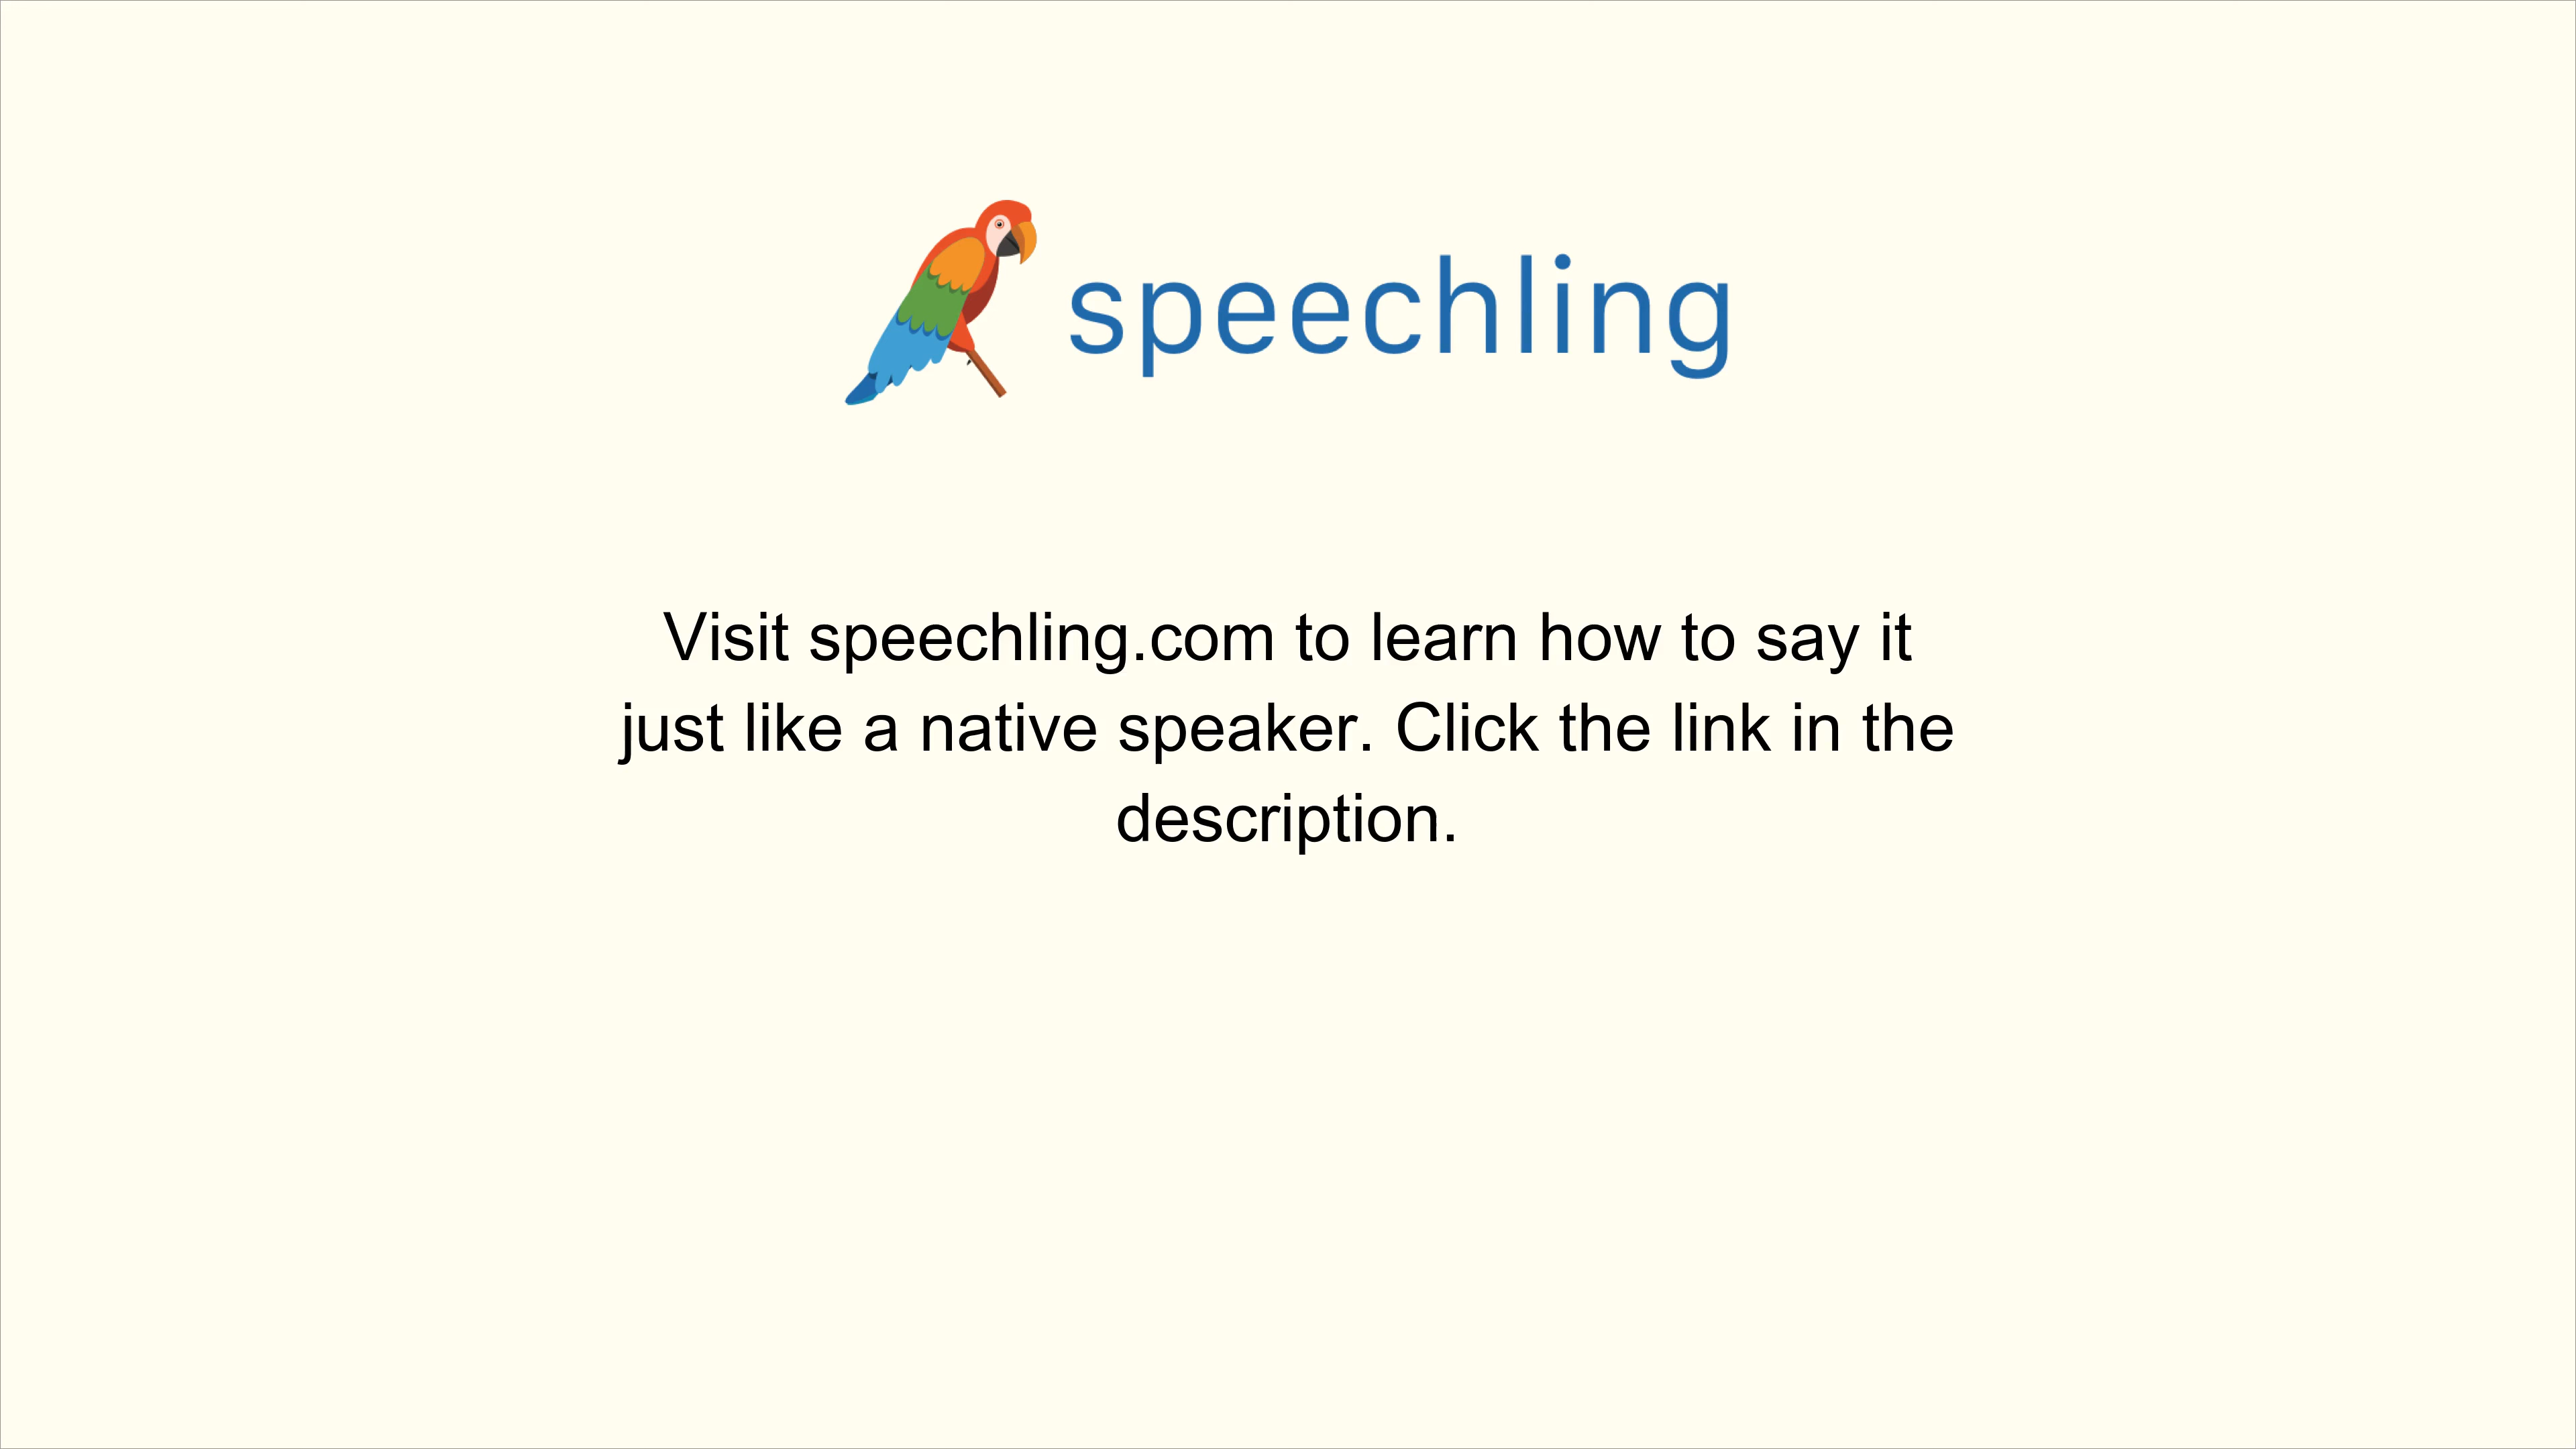 speechling
Visit speechling.com to learn how to say it
just like a native speaker. Click the link in the
description.